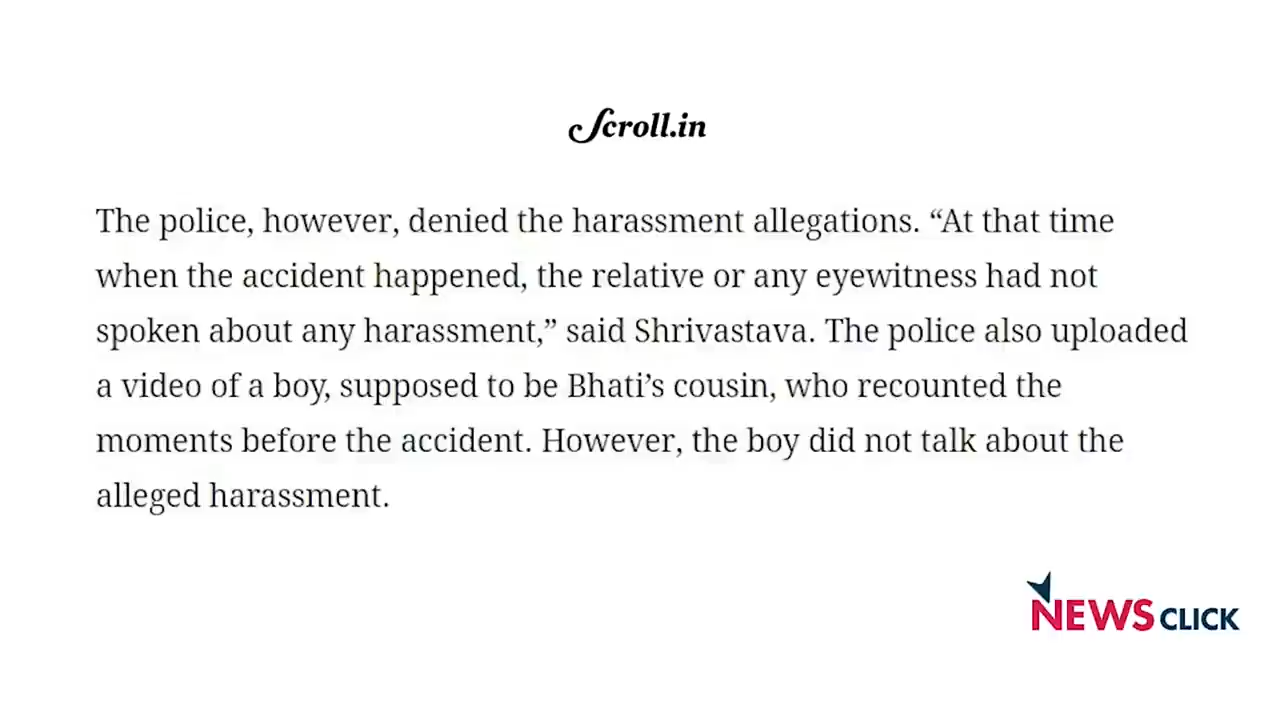 Scroll.in
The police, however, denied the harassment allegations. “At that time
when the accident happened, the relative or any eyewitness had not
spoken about any harassment,” said Shrivastava. The police also uploaded
a video of a boy, supposed to be Bhati’s cousin, who recounted the
moments before the accident. However, the boy did not talk about the
alleged harassment.
NEWS CLICK